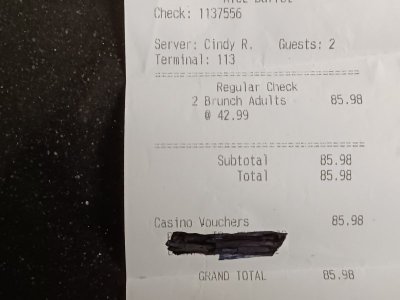 Check: 1137556
Server: Cindy R. Guests: 2
Terminal: 113
Regular Check
2 Brunch Adults 85.98
@ 42.99
Subtotal 85.98
Total 85.98
Casino Vouchers 85.98
GRAND TOTAL 85.98